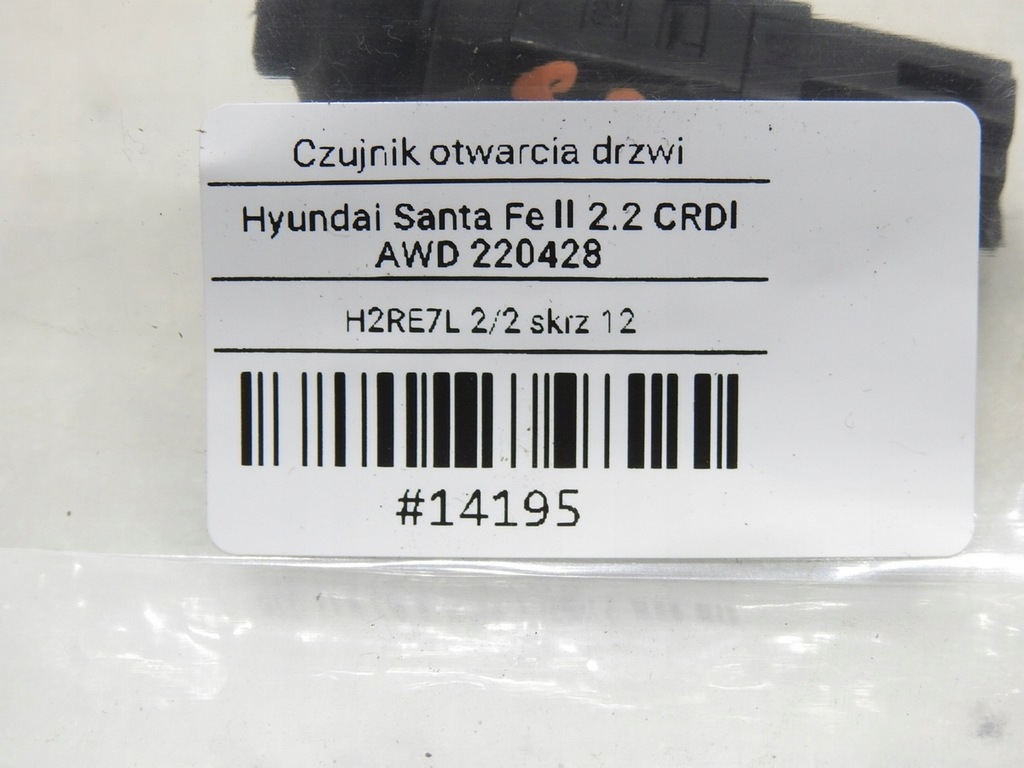 Czujnik otwarcia drzwi
Hyundai Santa Fe II 2.2 CRDI
AWD 220428
H2RE7L 2/2 skrz 12
#14195